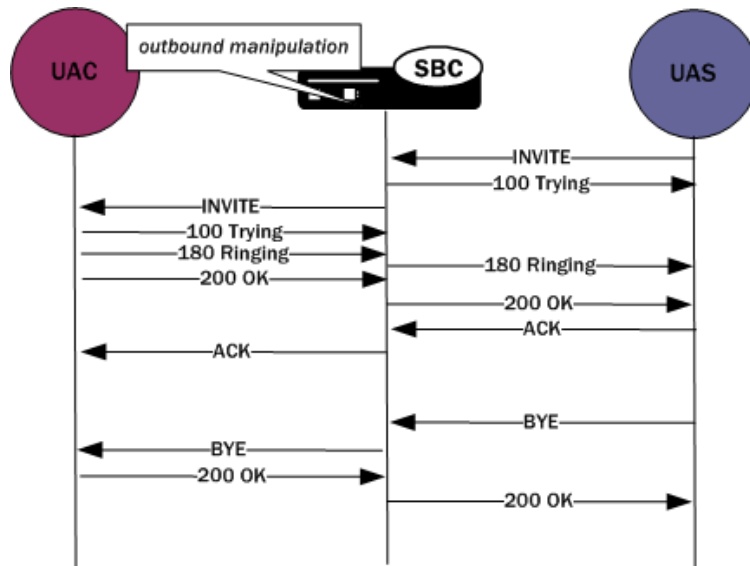 outbound manipulation
UAC
SBC
UAS
INVITE
100 Trying
INVITE
100 Trying
180 Ringing
180 Ringing
200 OK
200 OK
ACK
ACK
BYE
BYE
200 OK
200 OK